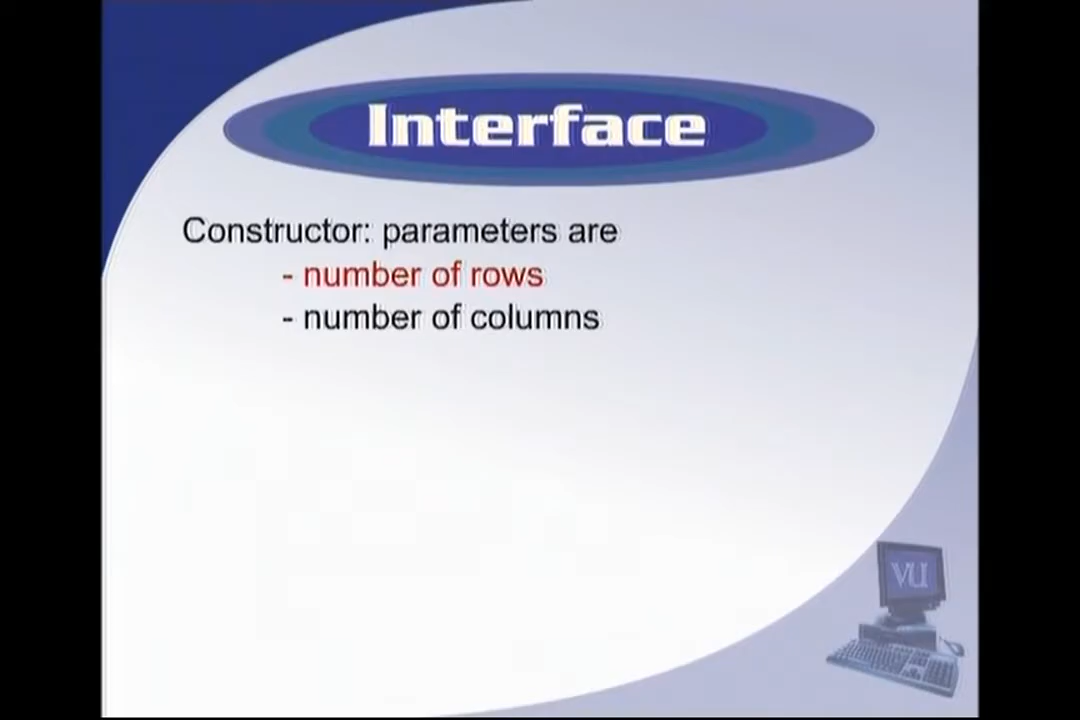 Interface
Constructor: parameters are
- number of rows
- number of columns
VU